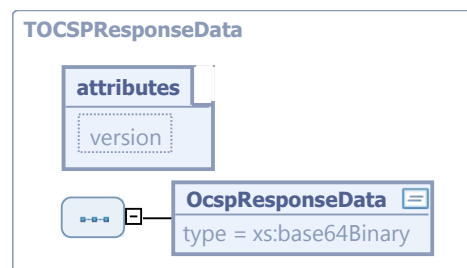 TOCSPResponseData
attributes
version
OcspResponseData
type = xs:base64Binary